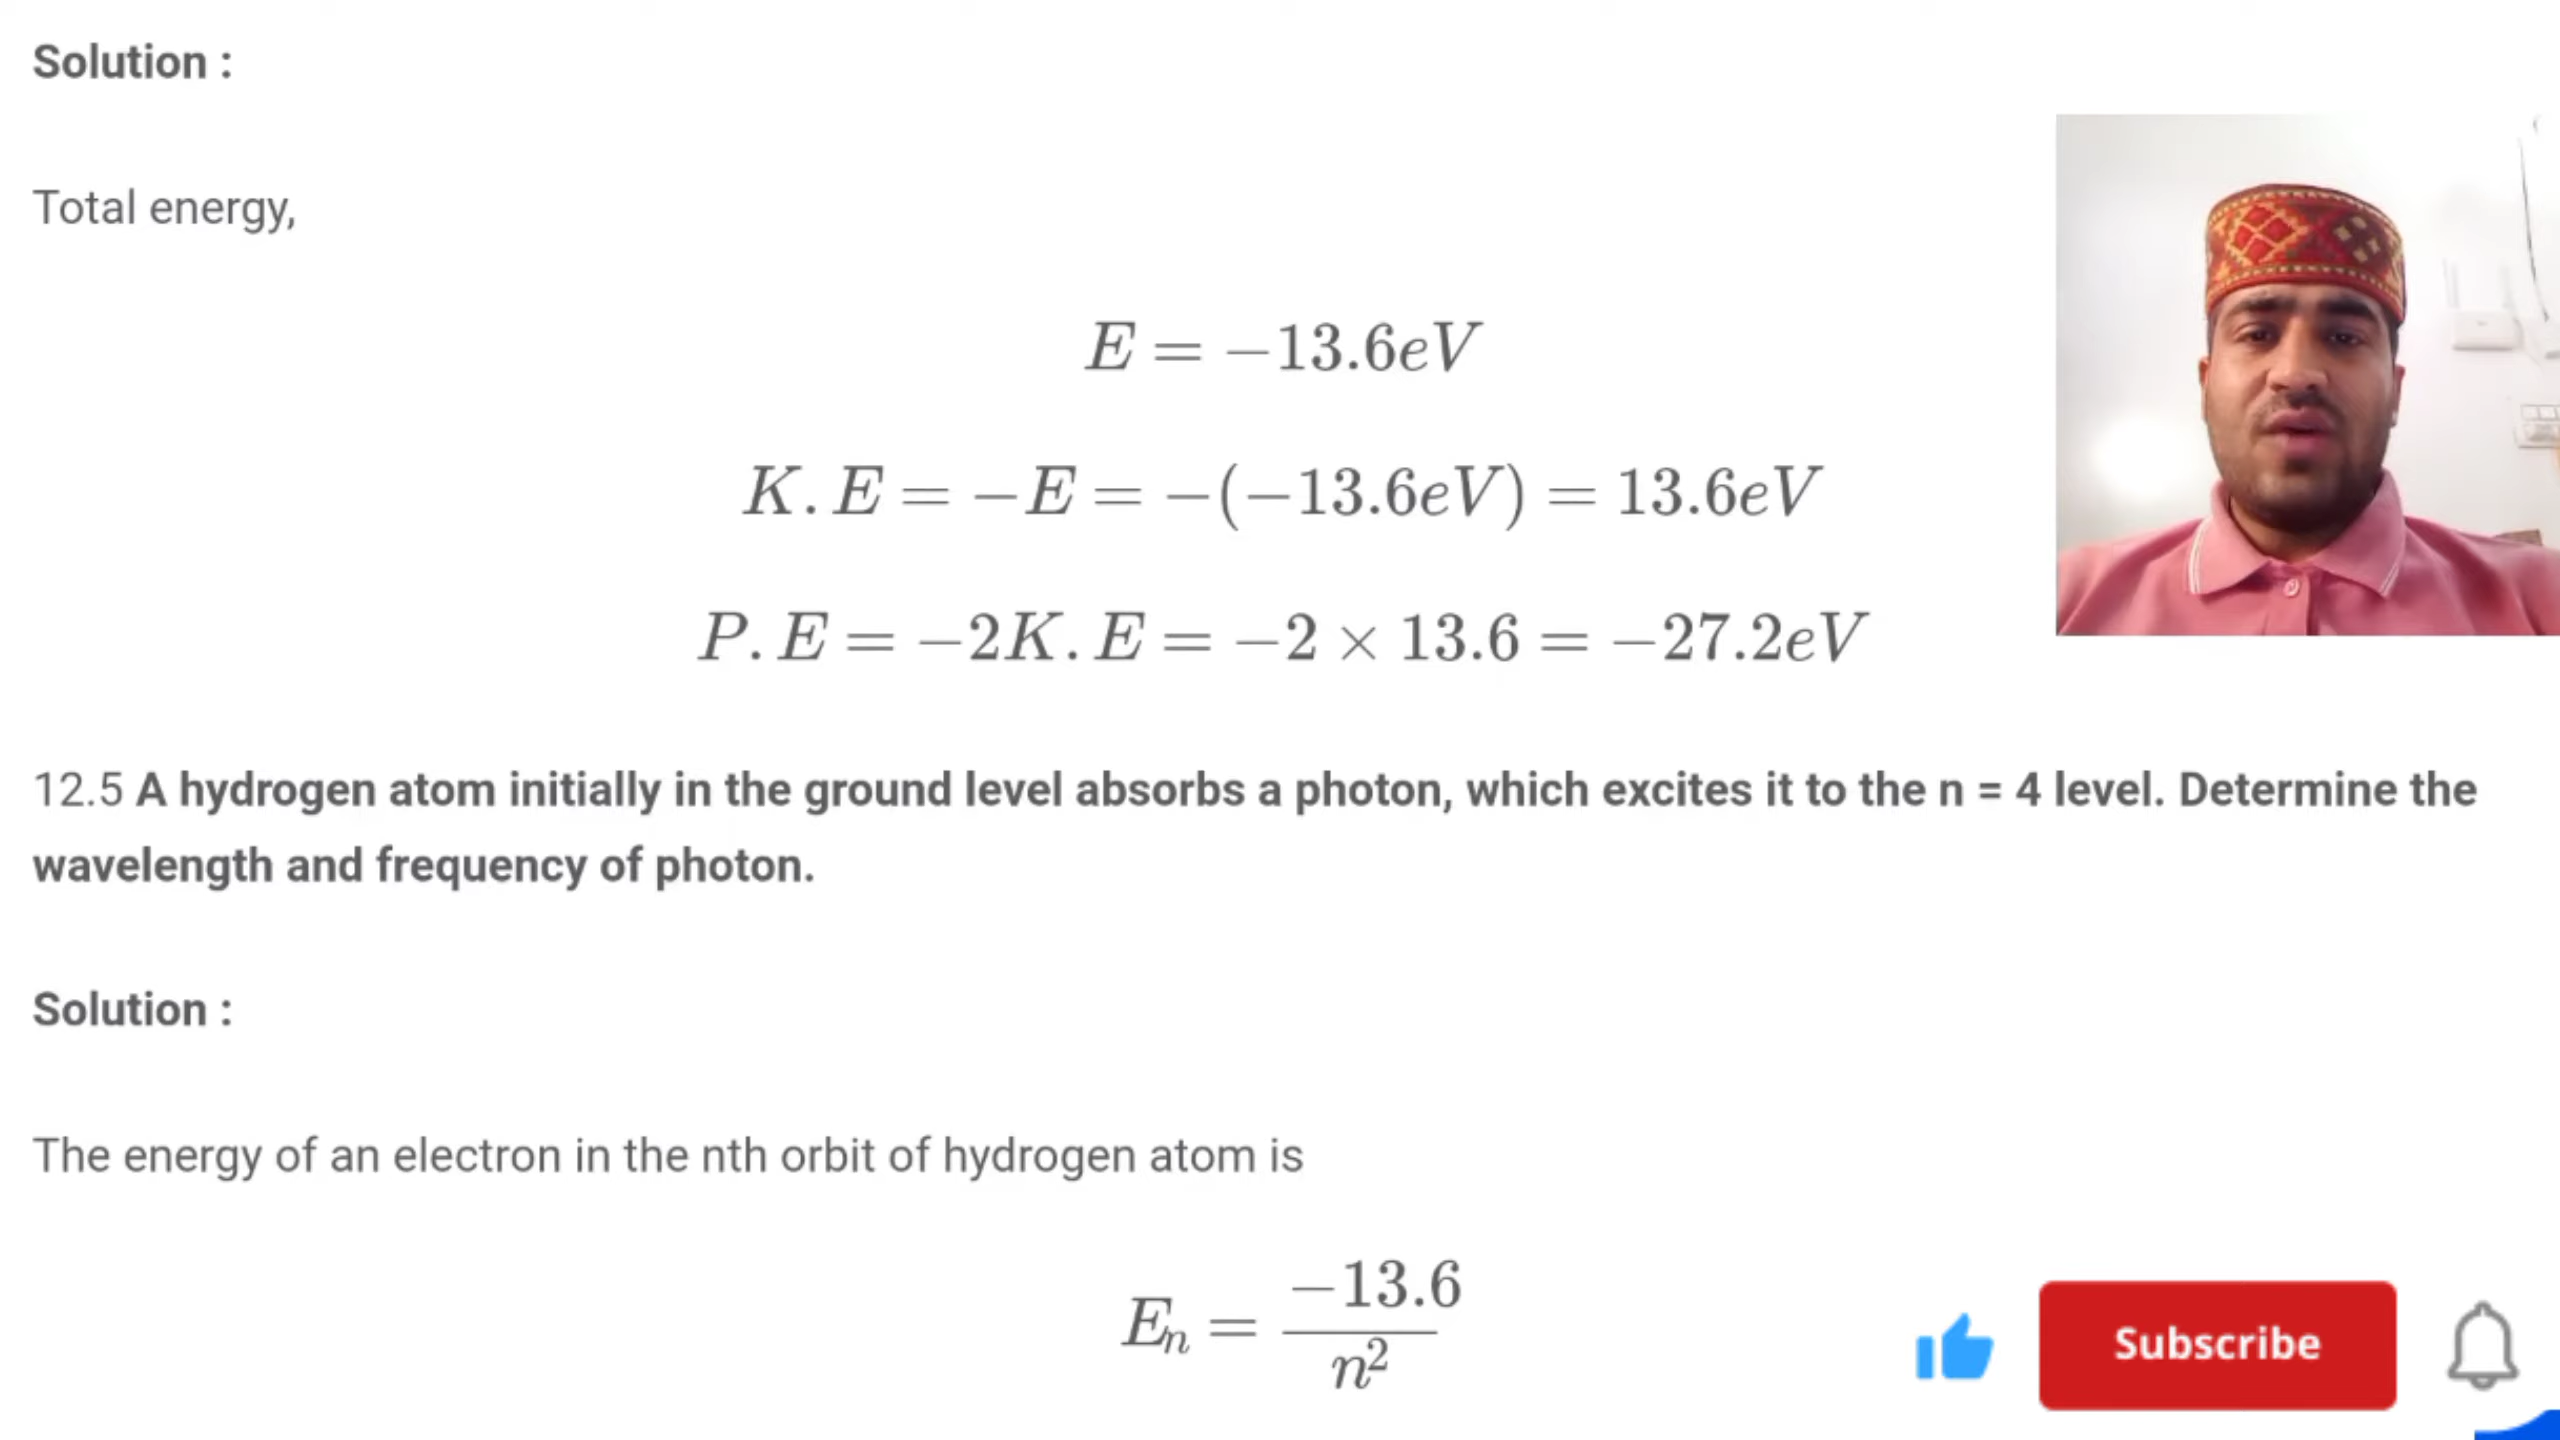 Solution :
Total energy,
E = −13.6eV
K.E = −E = −(−13.6eV) = 13.6eV
P.E = −2K.E = −2 × 13.6 = −27.2eV
12.5 A hydrogen atom initially in the ground level absorbs a photon, which excites it to the n = 4 level. Determine the
wavelength and frequency of photon.
Solution :
The energy of an electron in the nth orbit of hydrogen atom is
Eₙ = −13.6 / n²
Subscribe